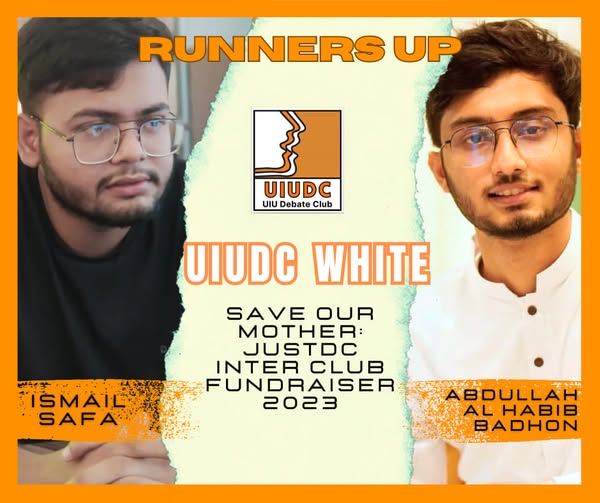 RUNNERS UP
UIUDC
UIU Debate Club
UIUDC WHITE
SAVE OUR
MOTHER:
JUSTDC
INTER CLUB
FUNDRAISER
2023
ISMAIL
SAFA
ABDULLAH
AL HABIB
BADHON